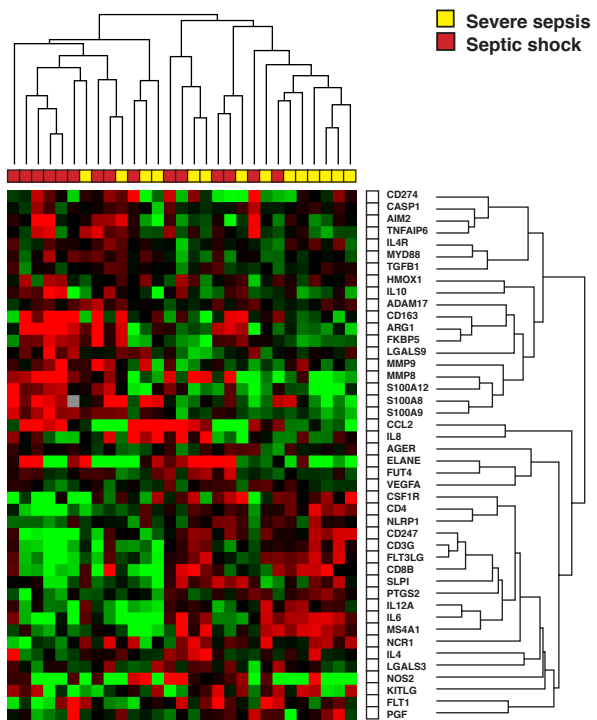 Severe sepsis
Septic shock
CD274
CASP1
AIM2
TNFAIP6
IL4R
MYD88
TGFB1
HMOX1
IL10
ADAM17
CD163
ARG1
FKBP5
LGALS9
MMP9
MMP8
S100A12
S100A8
S100A9
CCL2
IL8
AGER
ELANE
FUT4
VEGFA
CSF1R
CD4
NLRP1
CD247
CD3G
FLT3LG
CD8B
SLPI
PTGS2
IL12A
IL6
MS4A1
NCR1
IL4
LGALS3
NOS2
KITLG
FLT1
PGF